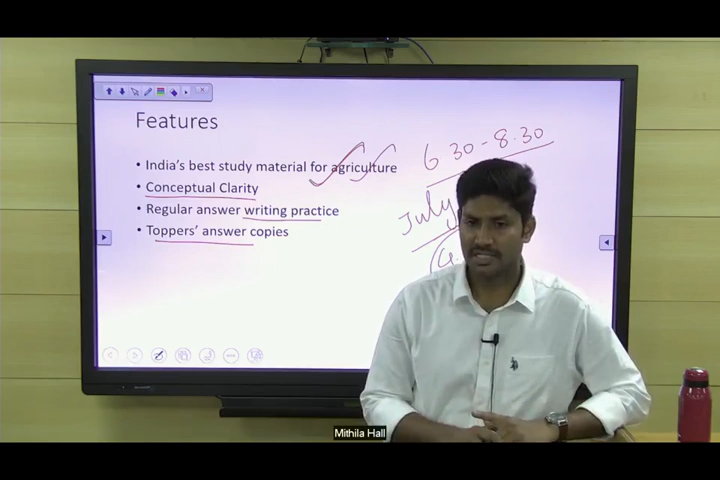 Features
• India's best study material for agriculture
• Conceptual Clarity
• Regular answer writing practice
• Toppers' answer copies
6 30 - 8.30
July
Mithila Hall